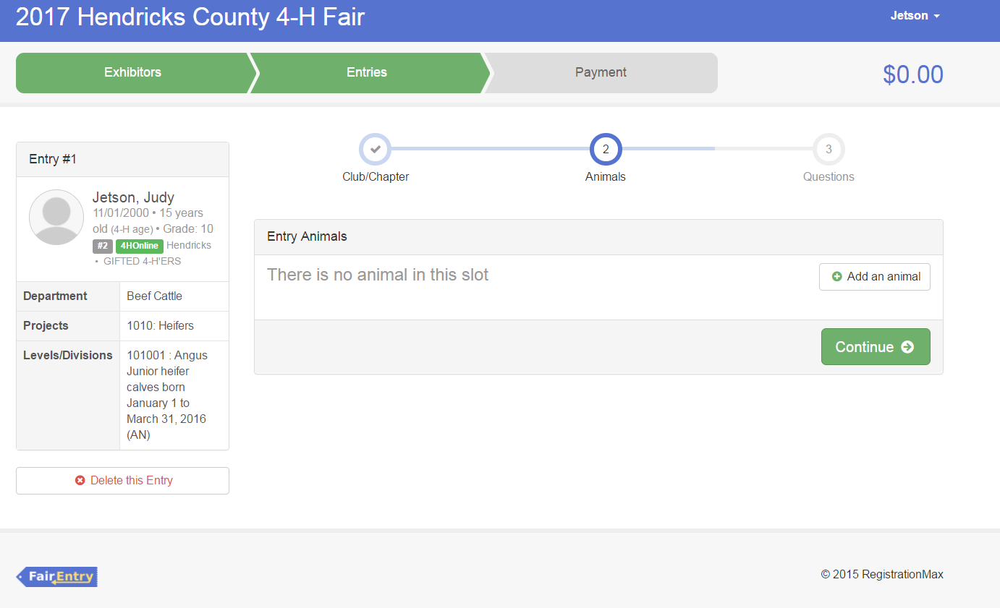 2017 Hendricks County 4-H Fair
Jetson
Exhibitors
Entries
Payment
$0.00
Entry #1
Jetson, Judy
11/01/2000 • 15 years
old (4-H age) • Grade: 10
#2 4HOnline Hendricks
• GIFTED 4-H'ERS
Department
Beef Cattle
Projects
1010: Heifers
Levels/Divisions
101001 : Angus
Junior heifer
calves born
January 1 to
March 31, 2016
(AN)
Delete this Entry
2
3
Club/Chapter
Animals
Questions
Entry Animals
There is no animal in this slot
Add an animal
Continue
FairEntry
© 2015 RegistrationMax